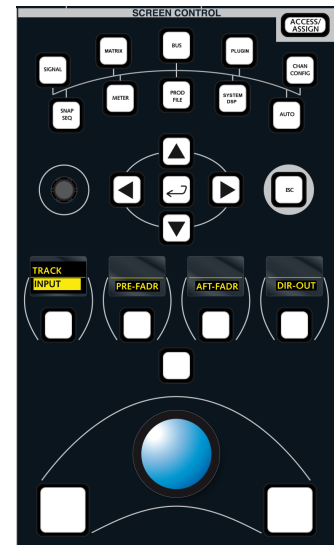 SCREEN CONTROL
ACCESS/
ASSIGN
BUS
MATRIX
PLUGIN
SIGNAL
CHAN
CONFIG
SNAP
SEQ
METER
PROD
FILE
SYSTEM
DSP
AUTO
ESC
TRACK
INPUT
PRE-FADR
AFT-FADR
DIR-OUT